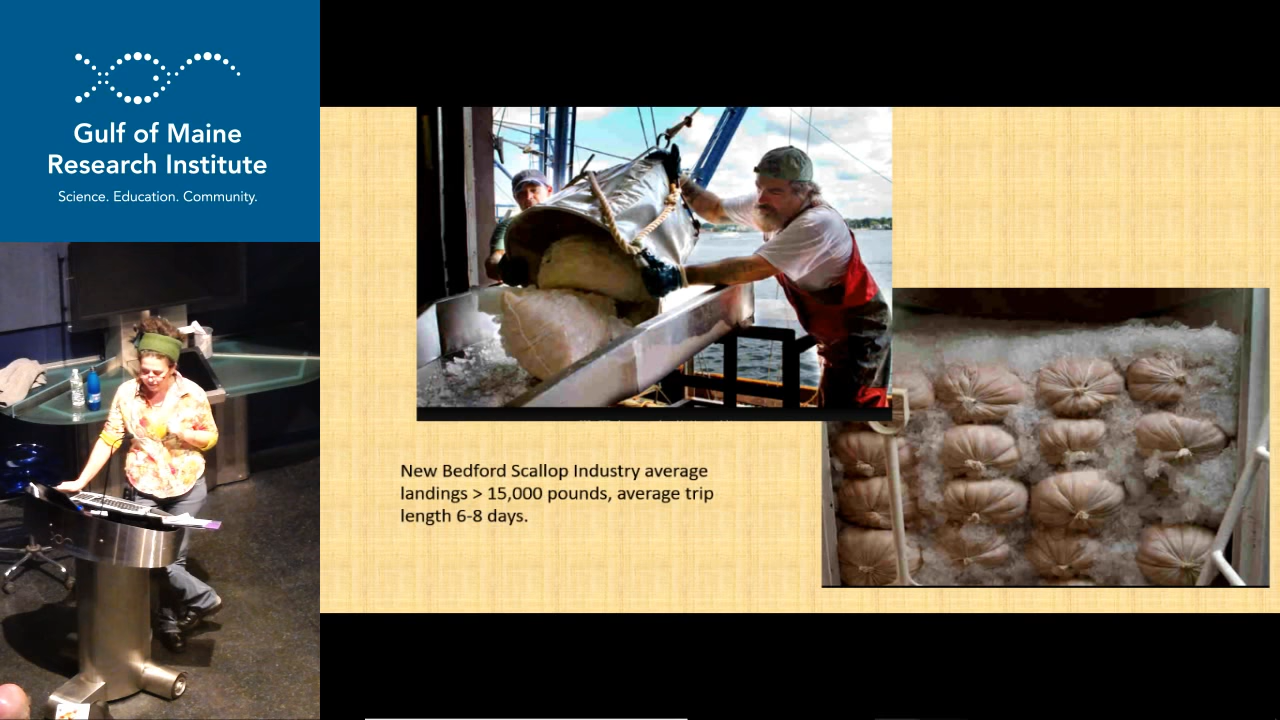 Gulf of Maine
Research Institute
Science. Education. Community.
New Bedford Scallop Industry average
landings > 15,000 pounds, average trip
length 6-8 days.